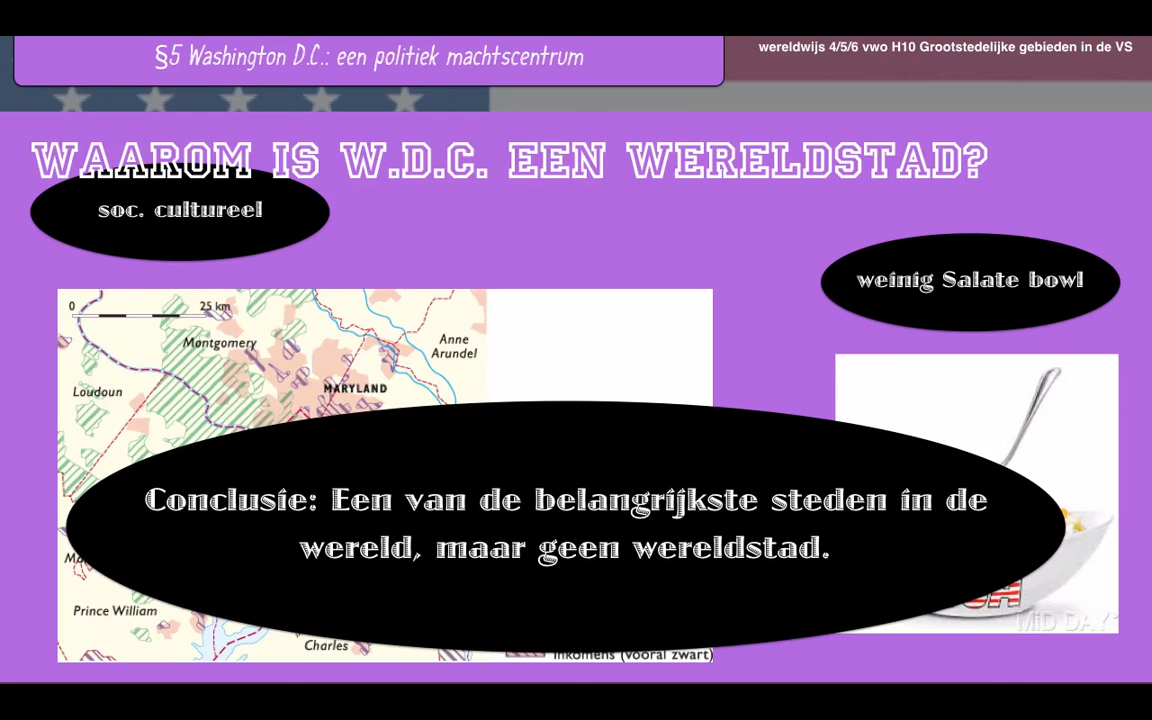 §5 Washington D.C.: een politiek machtscentrum
wereldwijs 4/5/6 vwo H10 Grootstedelijke gebieden in de VS
WAAROM IS W.D.C. EEN WERELDSTAD?
soc. cultureel
weinig Salate bowl
0 25 km
Montgomery
Anne
Arundel
Loudoun
MARYLAND
Conclusie: Een van de belangrijkste steden in de
wereld, maar geen wereldstad.
Prince William
Charles
inkomens (vooral zwart)
MiD DAY